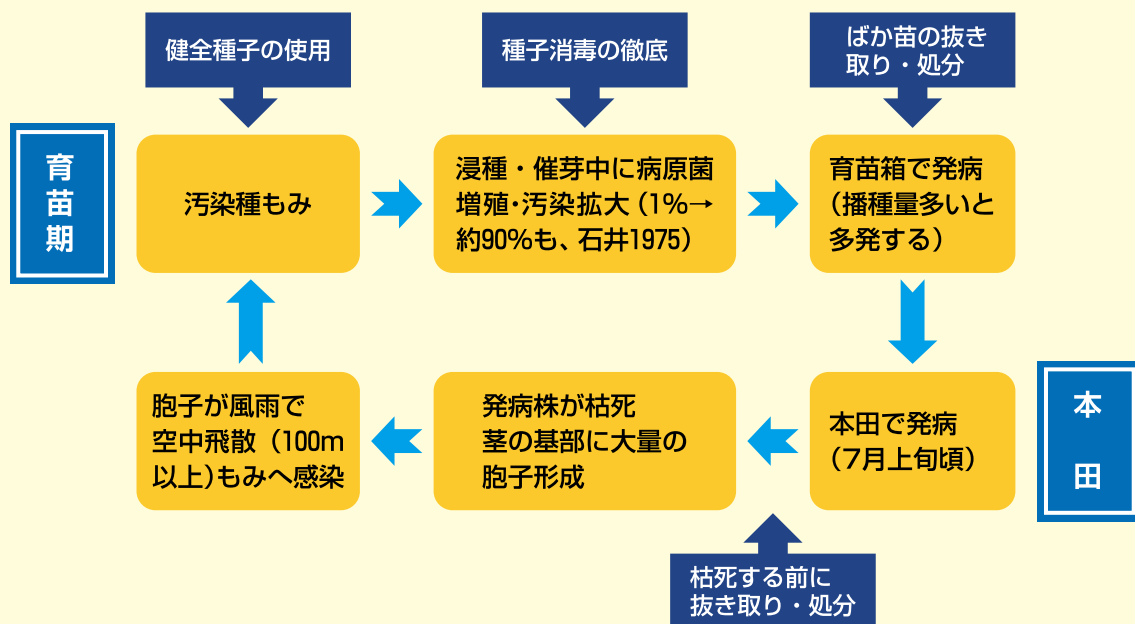 健全種子の使用
種子消毒の徹底
ばか苗の抜き
取り・処分
育苗期
汚染種もみ
浸種・催芽中に病原菌
増殖・汚染拡大（1%→
約90%も、石井1975）
育苗箱で発病
（播種量多いと
多発する）
胞子が風雨で
空中飛散（100m
以上）もみへ感染
発病株が枯死
茎の基部に大量の
胞子形成
本田で発病
（7月上旬頃）
本田
枯死する前に
抜き取り・処分